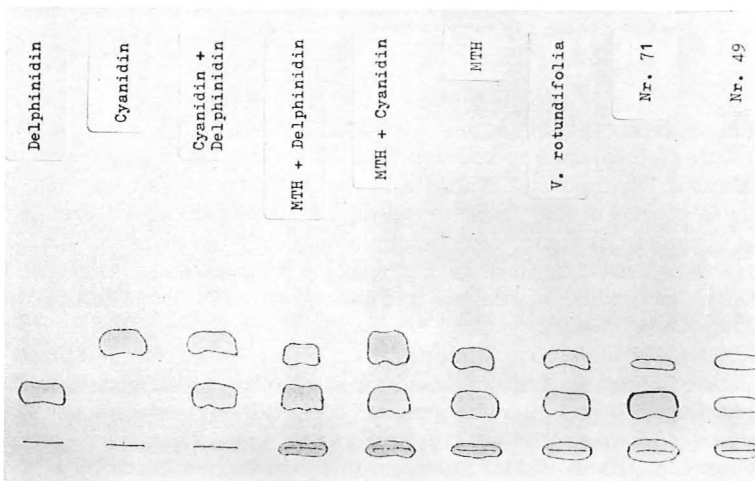 Delphinidin
Cyanidin
Cyanidin +
Delphinidin
MTH + Delphinidin
MTH + Cyanidin
MTH
V. rotundifolia
Nr. 71
Nr. 49